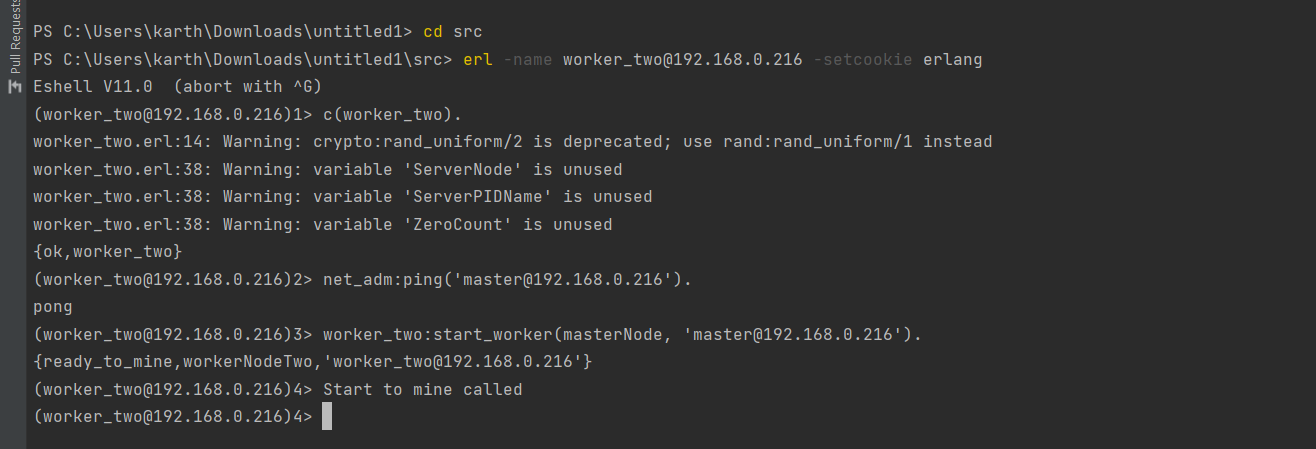 Pull Requests
PS C:\Users\karth\Downloads\untitled1> cd src
PS C:\Users\karth\Downloads\untitled1\src> erl -name worker_two@192.168.0.216 -setcookie erlang
Eshell V11.0  (abort with ^G)
(worker_two@192.168.0.216)1> c(worker_two).
worker_two.erl:14: Warning: crypto:rand_uniform/2 is deprecated; use rand:rand_uniform/1 instead
worker_two.erl:38: Warning: variable 'ServerNode' is unused
worker_two.erl:38: Warning: variable 'ServerPIDName' is unused
worker_two.erl:38: Warning: variable 'ZeroCount' is unused
{ok,worker_two}
(worker_two@192.168.0.216)2> net_adm:ping('master@192.168.0.216').
pong
(worker_two@192.168.0.216)3> worker_two:start_worker(masterNode, 'master@192.168.0.216').
{ready_to_mine,workerNodeTwo,'worker_two@192.168.0.216'}
(worker_two@192.168.0.216)4> Start to mine called
(worker_two@192.168.0.216)4>